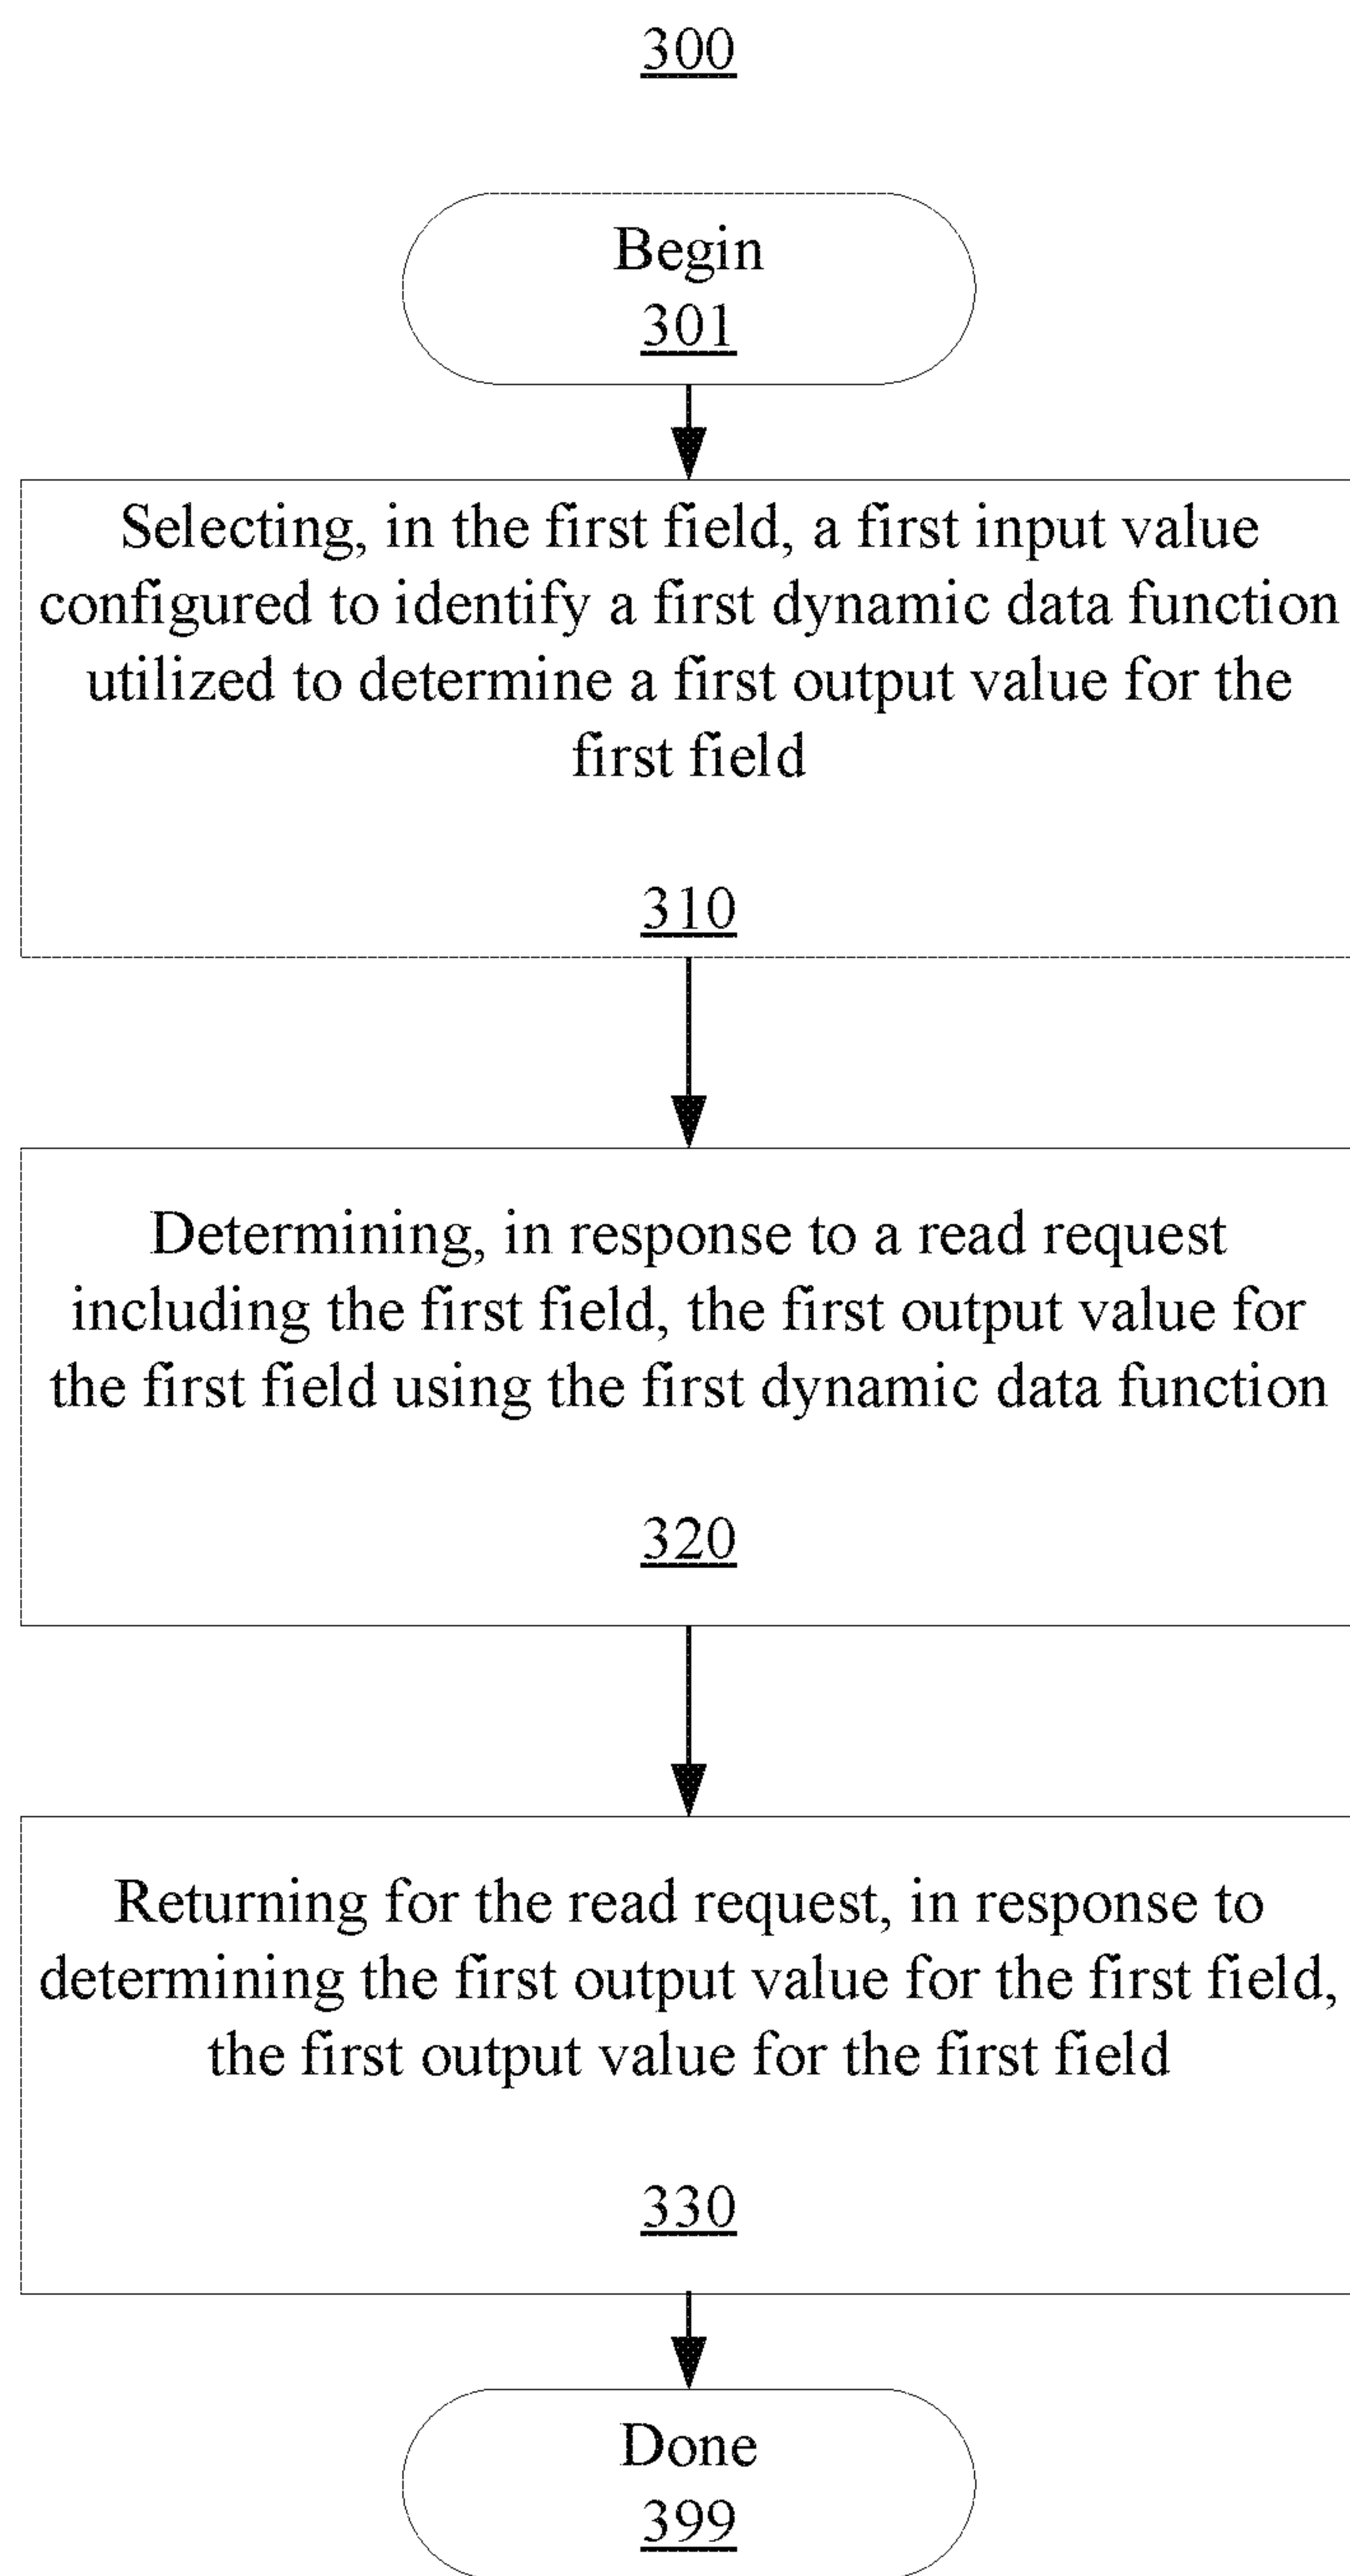 300
Begin
301
Selecting, in the first field, a first input value
configured to identify a first dynamic data function
utilized to determine a first output value for the
first field
310
Determining, in response to a read request
including the first field, the first output value for
the first field using the first dynamic data function
320
Returning for the read request, in response to
determining the first output value for the first field,
the first output value for the first field
330
Done
399